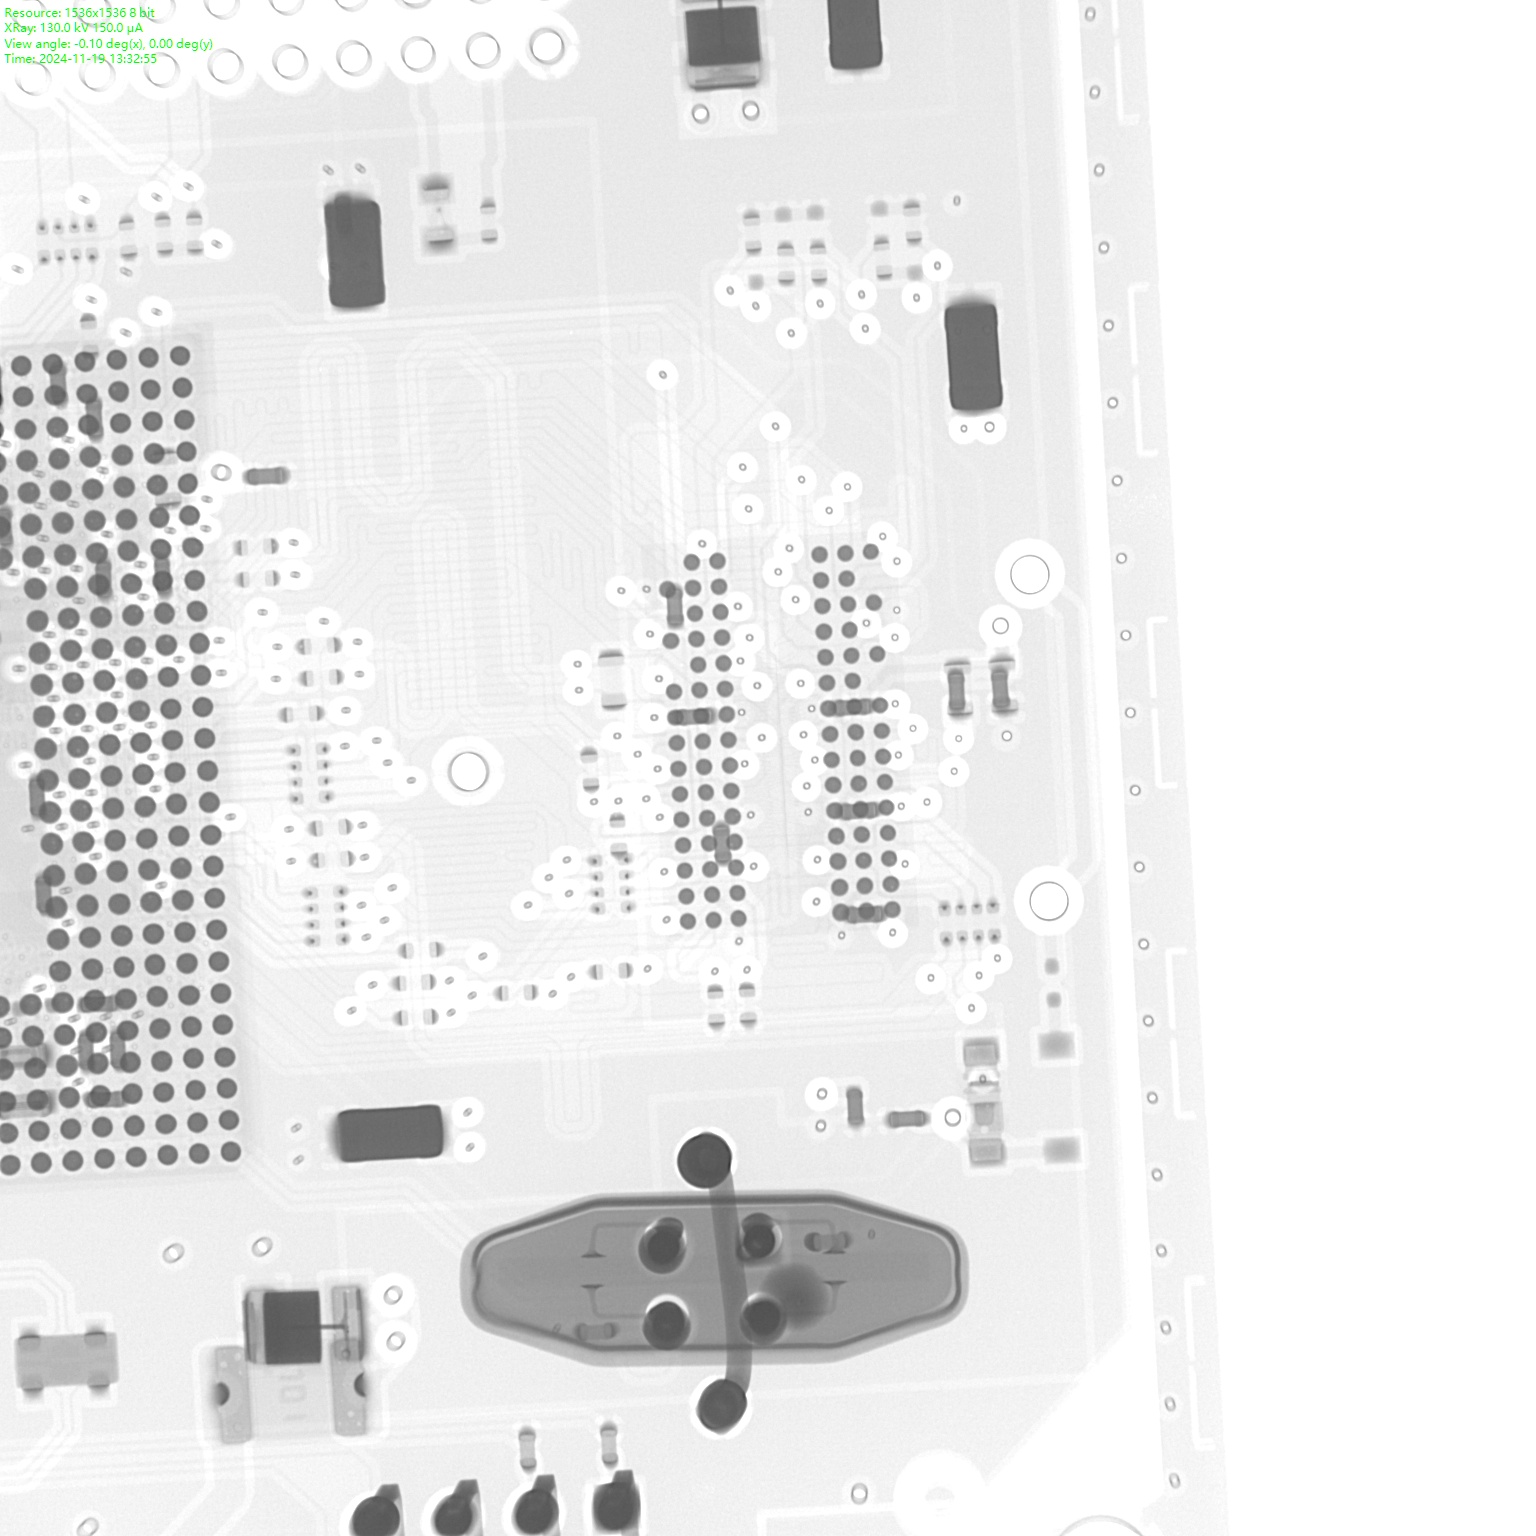 Resource: 1536x1536 8 bit
XRay: 130.0 kV 150.0 µA
View angle: -0.10 deg(x), 0.00 deg(y)
Time: 2024-11-19 13:32:55
101